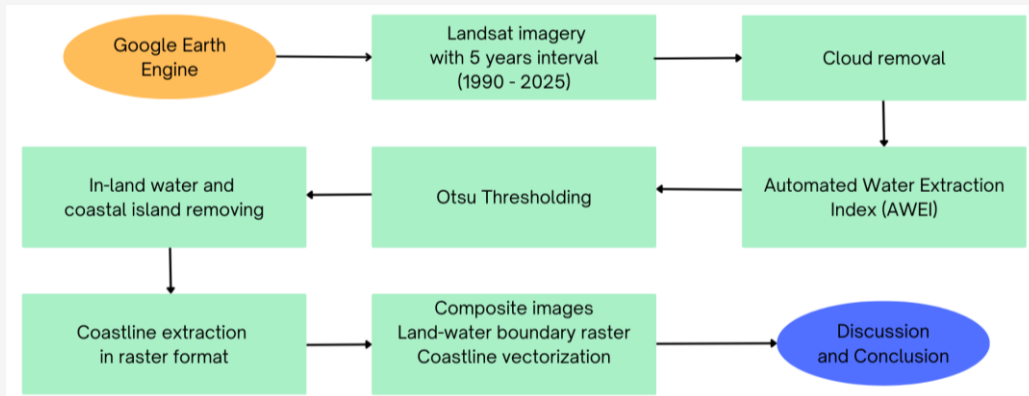 Google Earth
Engine
Landsat imagery
with 5 years interval
(1990 - 2025)
Cloud removal
Automated Water Extraction
Index (AWEI)
Otsu Thresholding
In-land water and
coastal island removing
Coastline extraction
in raster format
Composite images
Land-water boundary raster
Coastline vectorization
Discussion
and Conclusion